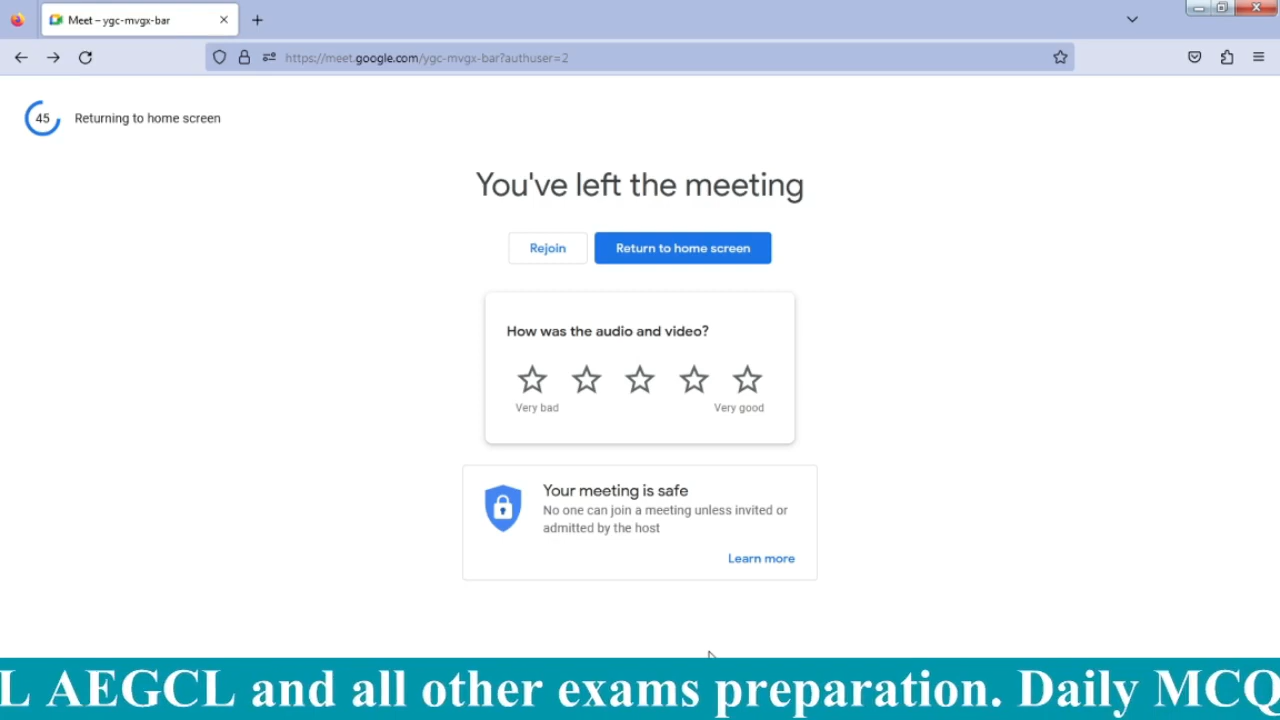 Meet – ygc-mvgx-bar
https://meet.google.com/ygc-mvgx-bar?authuser=2
45 Returning to home screen
You've left the meeting
Rejoin Return to home screen
How was the audio and video?
Very bad Very good
Your meeting is safe
No one can join a meeting unless invited or
admitted by the host
Learn more
L AEGCL and all other exams preparation. Daily MCQ